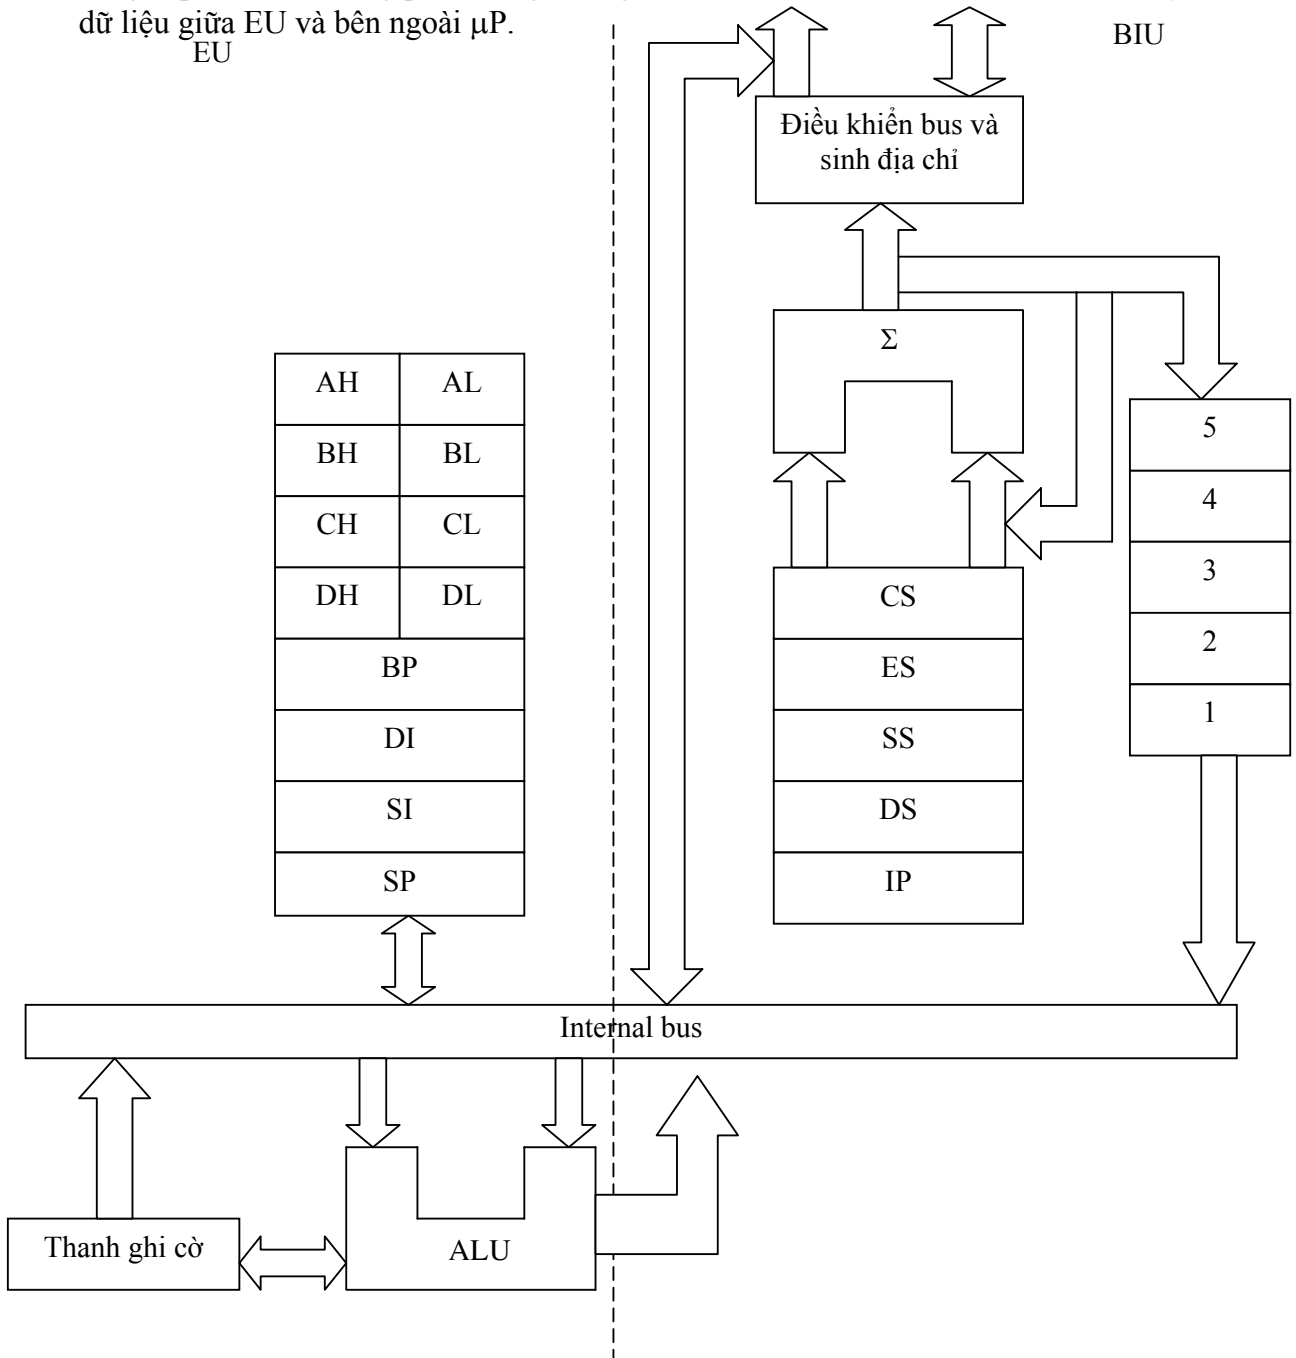 dữ liệu giữa EU và bên ngoài μP.
EU
BIU
Điều khiển bus và
sinh địa chỉ
Σ
AH AL
BH BL
CH CL
DH DL
BP
DI
SI
SP
CS
ES
SS
DS
IP
5
4
3
2
1
Internal bus
Thanh ghi cờ
ALU